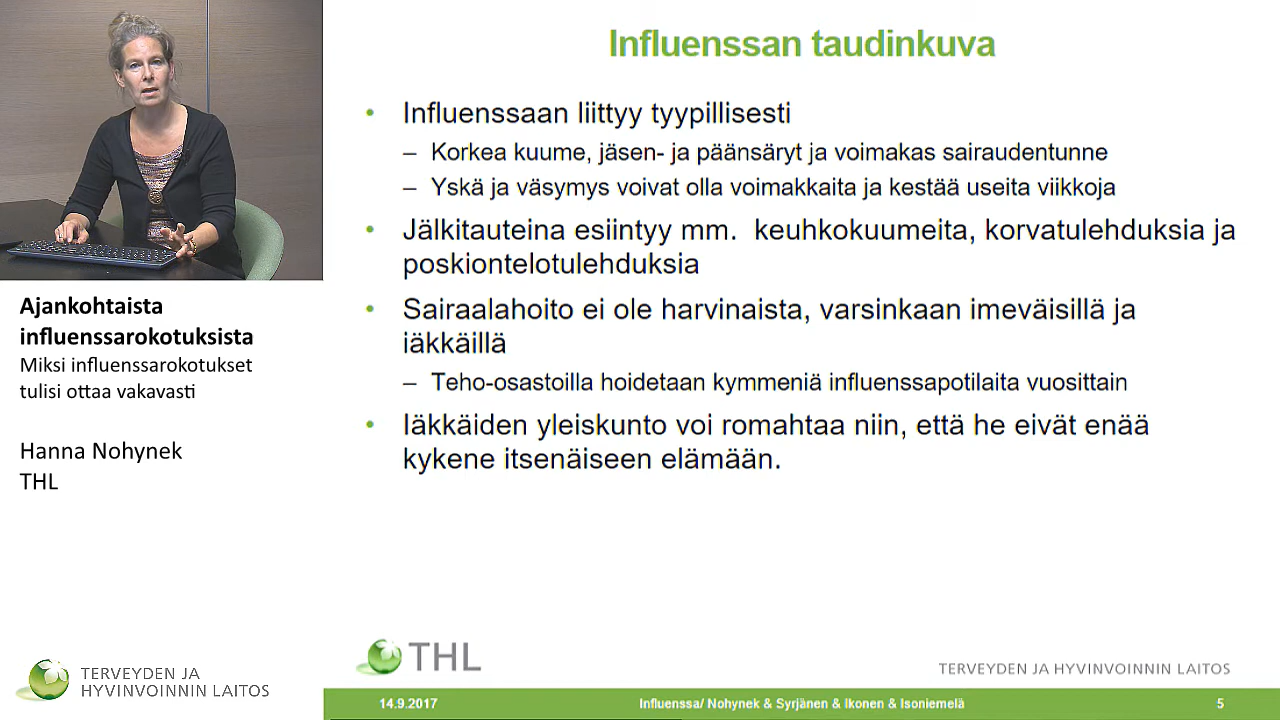 Influenssan taudinkuva
• Influenssaan liittyy tyypillisesti
– Korkea kuume, jäsen- ja päänsäryt ja voimakas sairaudentunne
– Yskä ja väsymys voivat olla voimakkaita ja kestää useita viikkoja
• Jälkitauteina esiintyy mm. keuhkokuumeita, korvatulehduksia ja
poskiontelotulehduksia
• Sairaalahoito ei ole harvinaista, varsinkaan imeväisillä ja
iäkkäillä
– Teho-osastoilla hoidetaan kymmeniä influenssapotilaita vuosittain
• Iäkkäiden yleiskunto voi romahtaa niin, että he eivät enää
kykene itsenäiseen elämään.
Ajankohtaista
influenssarokotuksista
Miksi influenssarokotukset
tulisi ottaa vakavasti
Hanna Nohynek
THL
TERVEYDEN JA
HYVINVOINNIN LAITOS
THL
TERVEYDEN JA HYVINVOINNIN LAITOS
14.9.2017
Influenssa/ Nohynek & Syrjänen & Ikonen & Isoniemelä
5